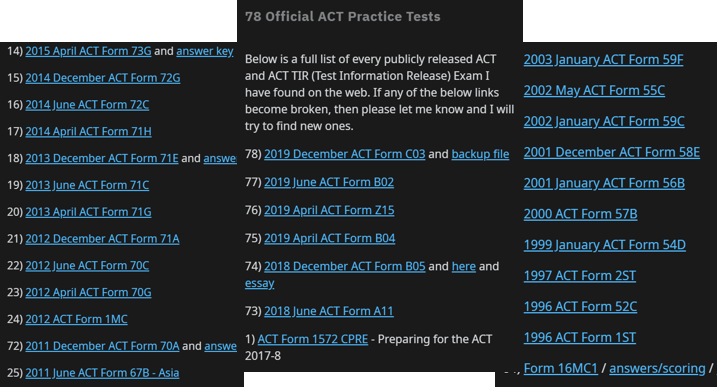 14) 2015 April ACT Form 73G and answer key
15) 2014 December ACT Form 72G
16) 2014 June ACT Form 72C
17) 2014 April ACT Form 71H
18) 2013 December ACT Form 71E and answe
19) 2013 June ACT Form 71C
20) 2013 April ACT Form 71G
21) 2012 December ACT Form 71A
22) 2012 June ACT Form 70C
23) 2012 April ACT Form 70G
24) 2012 ACT Form 1MC
72) 2011 December ACT Form 70A and answe
25) 2011 June ACT Form 67B - Asia
78 Official ACT Practice Tests
Below is a full list of every publicly released ACT
and ACT TIR (Test Information Release) Exam I
have found on the web. If any of the below links
become broken, then please let me know and I will
try to find new ones.
78) 2019 December ACT Form C03 and backup file
77) 2019 June ACT Form B02
76) 2019 April ACT Form Z15
75) 2019 April ACT Form B04
74) 2018 December ACT Form B05 and here and
essay
73) 2018 June ACT Form A11
1) ACT Form 1572 CPRE - Preparing for the ACT
2017-8
2003 January ACT Form 59F
2002 May ACT Form 55C
2002 January ACT Form 59C
2001 December ACT Form 58E
2001 January ACT Form 56B
2000 ACT Form 57B
1999 January ACT Form 54D
1997 ACT Form 2ST
1996 ACT Form 52C
1996 ACT Form 1ST
, Form 16MC1 / answers/scoring /